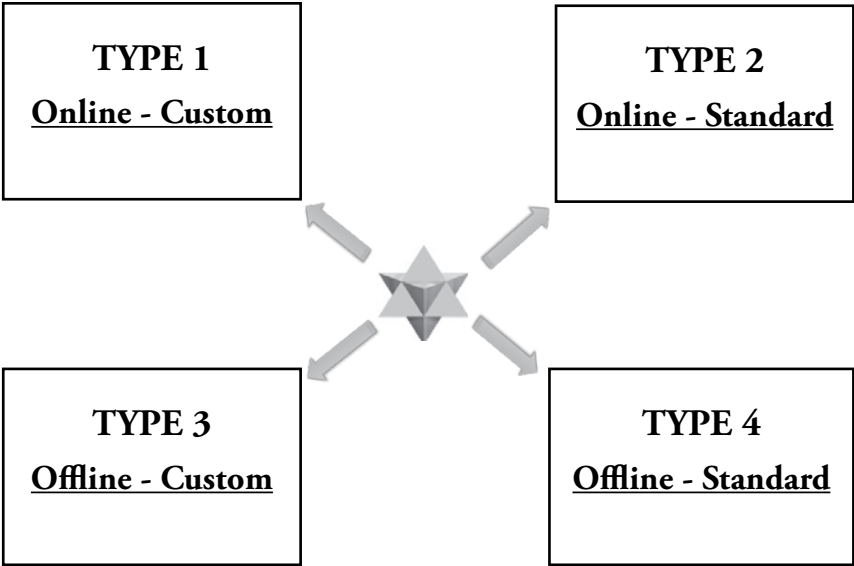 TYPE 1
Online - Custom
TYPE 2
Online - Standard
TYPE 3
Offline - Custom
TYPE 4
Offline - Standard